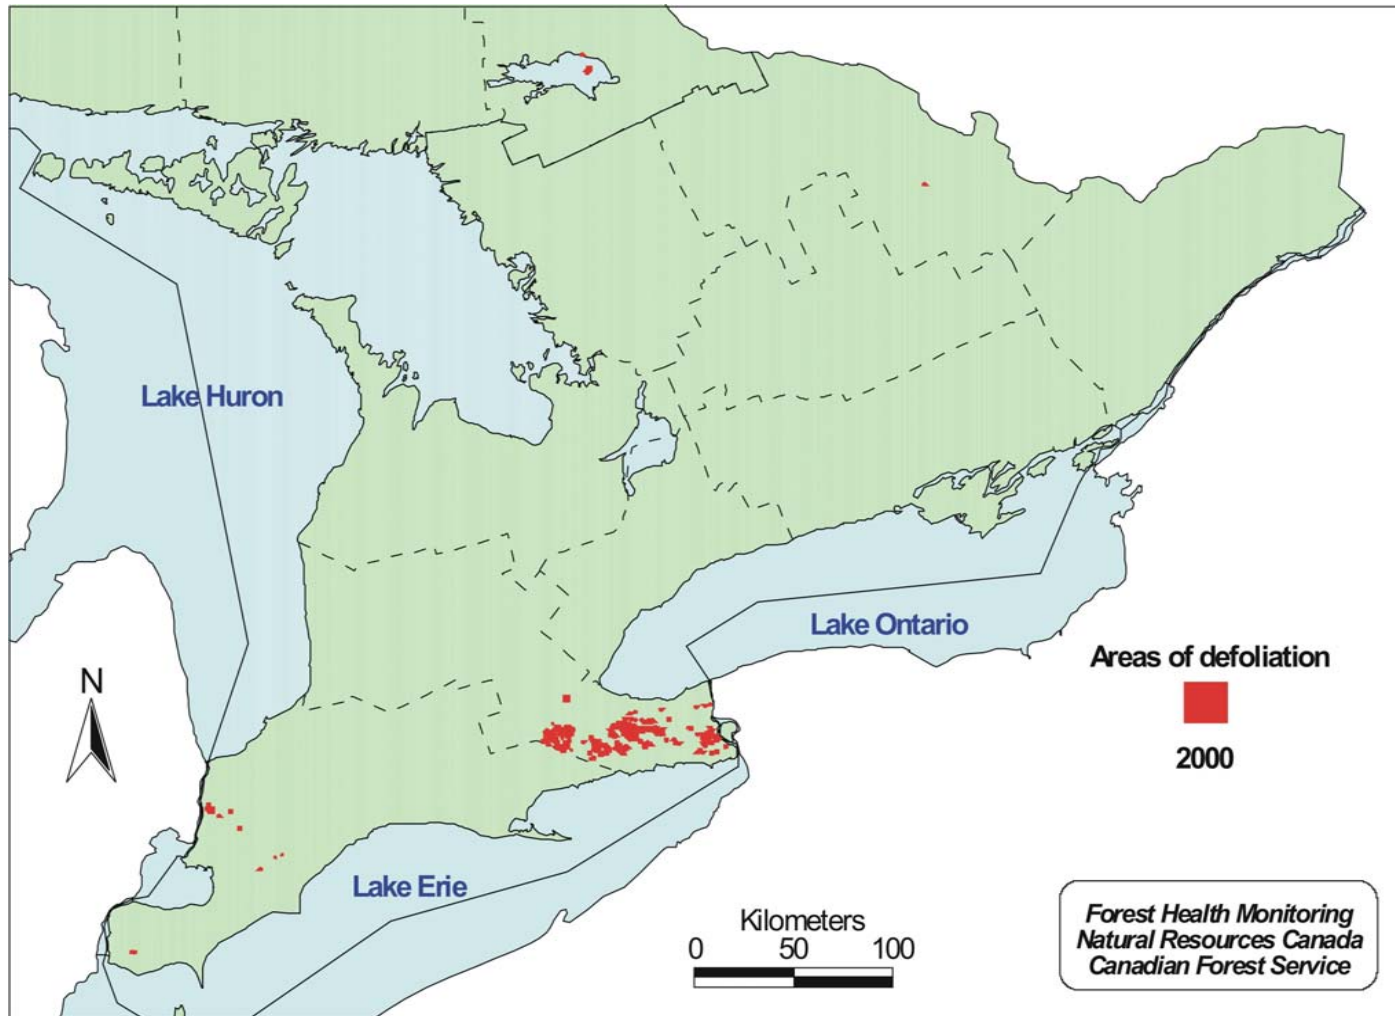 Lake Huron
Lake Ontario
Areas of defoliation
N
2000
Lake Erie
Kilometers
0 50 100
Forest Health Monitoring
Natural Resources Canada
Canadian Forest Service